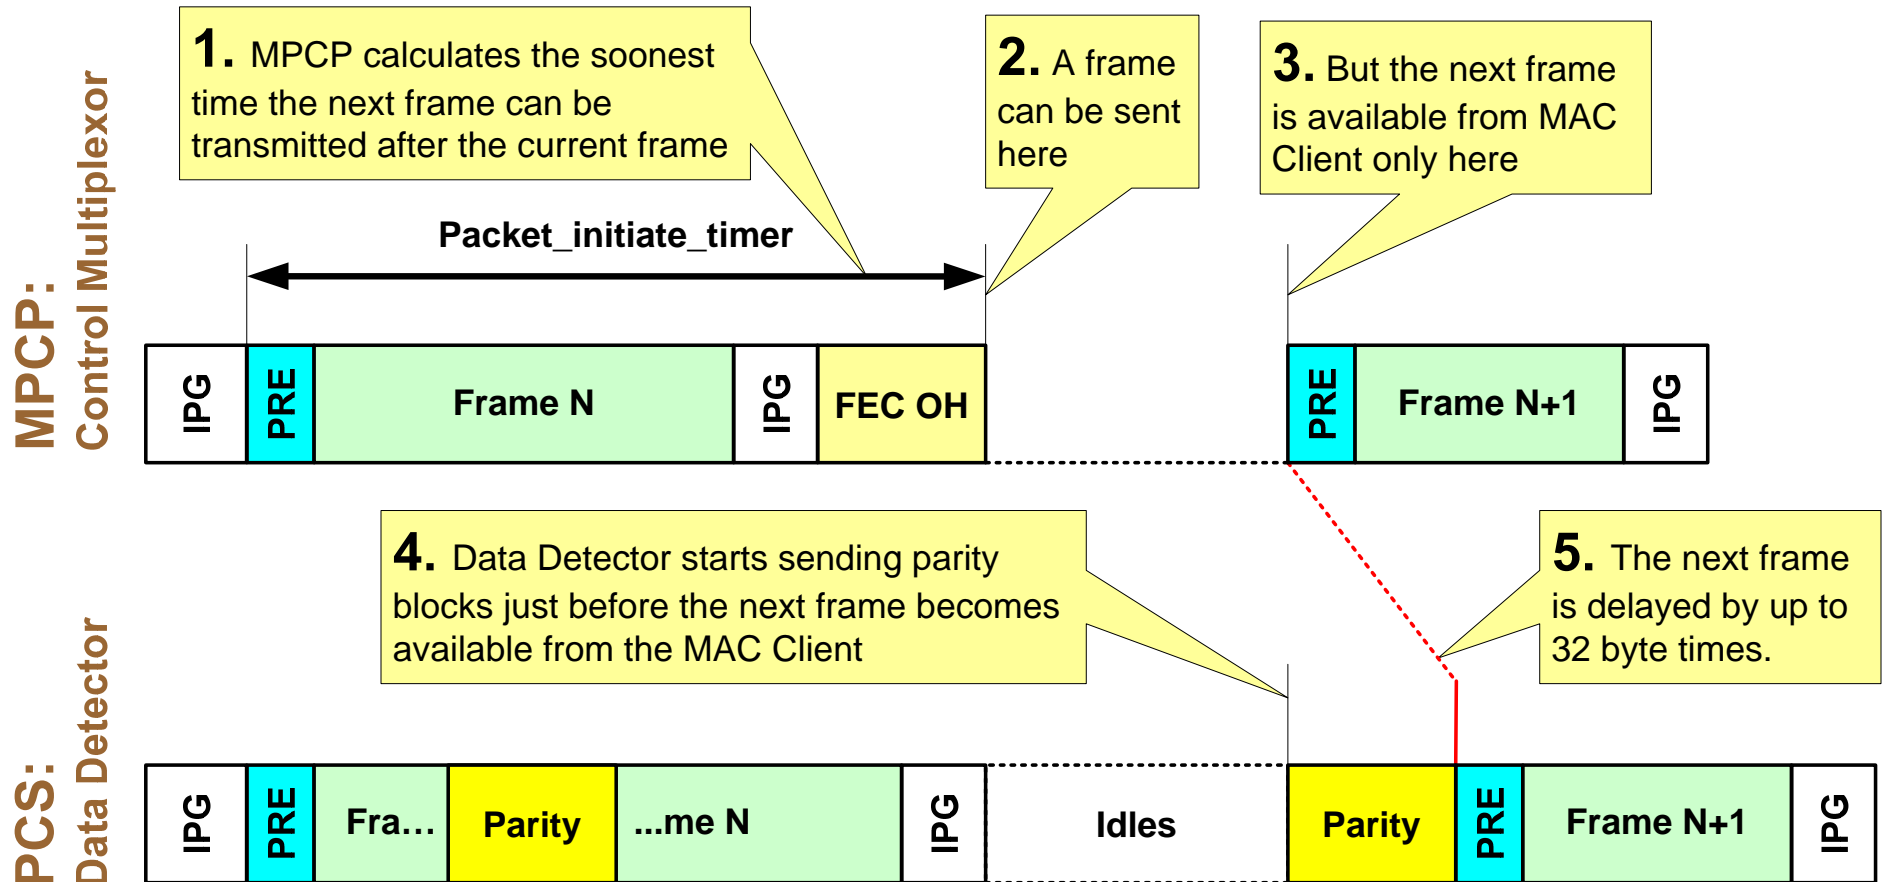 1. MPCP calculates the soonest
time the next frame can be
transmitted after the current frame
2. A frame
can be sent
here
3. But the next frame
is available from MAC
Client only here
MPCP:
Control Multiplexor
Packet_initiate_timer
IPG
PRE
Frame N
IPG
FEC OH
PRE
Frame N+1
IPG
4. Data Detector starts sending parity
blocks just before the next frame becomes
available from the MAC Client
5. The next frame
is delayed by up to
32 byte times.
PCS:
Data Detector
IPG
PRE
Fra...
Parity
...me N
IPG
Idles
Parity
PRE
Frame N+1
IPG